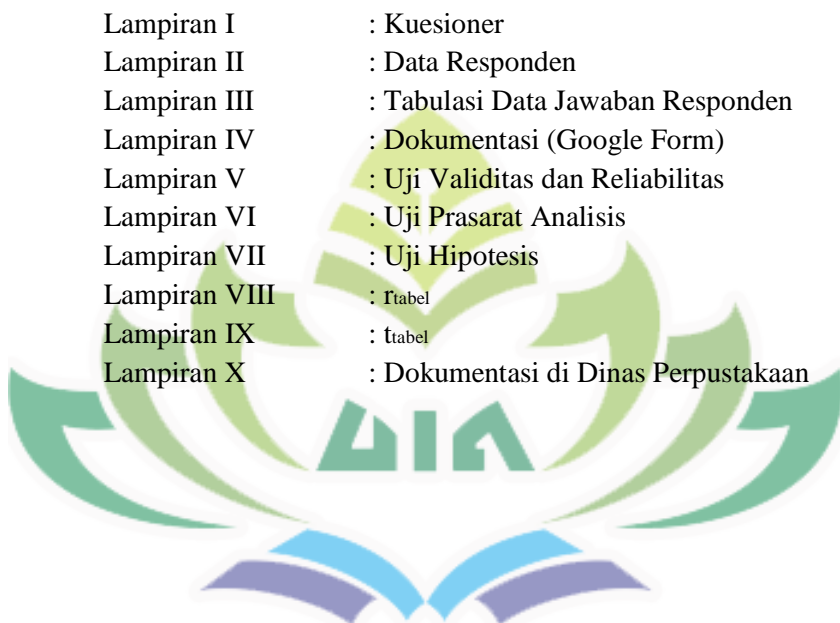 Lampiran I : Kuesioner
Lampiran II : Data Responden
Lampiran III : Tabulasi Data Jawaban Responden
Lampiran IV : Dokumentasi (Google Form)
Lampiran V : Uji Validitas dan Reliabilitas
Lampiran VI : Uji Prasarat Analisis
Lampiran VII : Uji Hipotesis
Lampiran VIII : rtabel
Lampiran IX : ttabel
Lampiran X : Dokumentasi di Dinas Perpustakaan